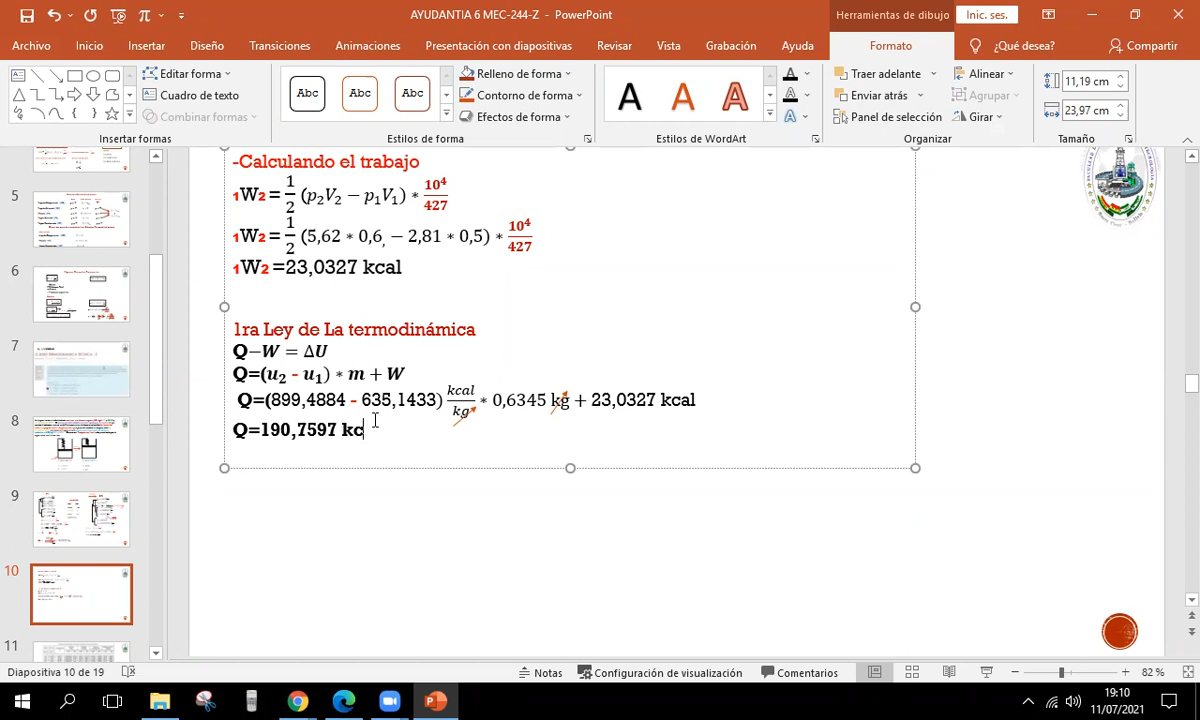 AYUDANTIA 6 MEC-244-Z - PowerPoint
Herramientas de dibujo
Inic. ses.
Archivo Inicio Insertar Diseño Transiciones Animaciones Presentación con diapositivas Revisar Vista Grabación Ayuda Formato ¿Qué desea? Compartir
Editar forma
Cuadro de texto
Combinar formas
Insertar formas
Abc Abc Abc
Relleno de forma
Contorno de forma
Efectos de forma
Estilos de forma
A A A
Estilos de WordArt
Traer adelante
Enviar atrás
Panel de selección
Alinear
Agrupar
Girar
Organizar
11,19 cm
23,97 cm
Tamaño
5
6
7
8
9
10
11
-Calculando el trabajo
₁W₂ = 1/2 (p₂V₂ − p₁V₁) * 10⁴/427
₁W₂ = 1/2 (5,62 * 0,6, − 2,81 * 0,5) * 10⁴/427
₁W₂ =23,0327 kcal
1ra Ley de La termodinámica
Q−W = ΔU
Q=(u₂ - u₁) * m + W
Q=(899,4884 - 635,1433) kcal/kg * 0,6345 kg + 23,0327 kcal
Q=190,7597 kc
Diapositiva 10 de 19
Notas
Configuración de visualización
Comentarios
82 %
19:10
11/07/2021